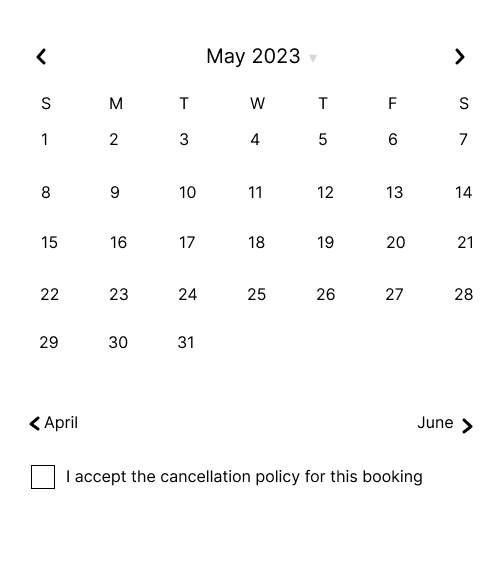 May 2023
S M T W T F S
1 2 3 4 5 6 7
8 9 10 11 12 13 14
15 16 17 18 19 20 21
22 23 24 25 26 27 28
29 30 31
April June
I accept the cancellation policy for this booking